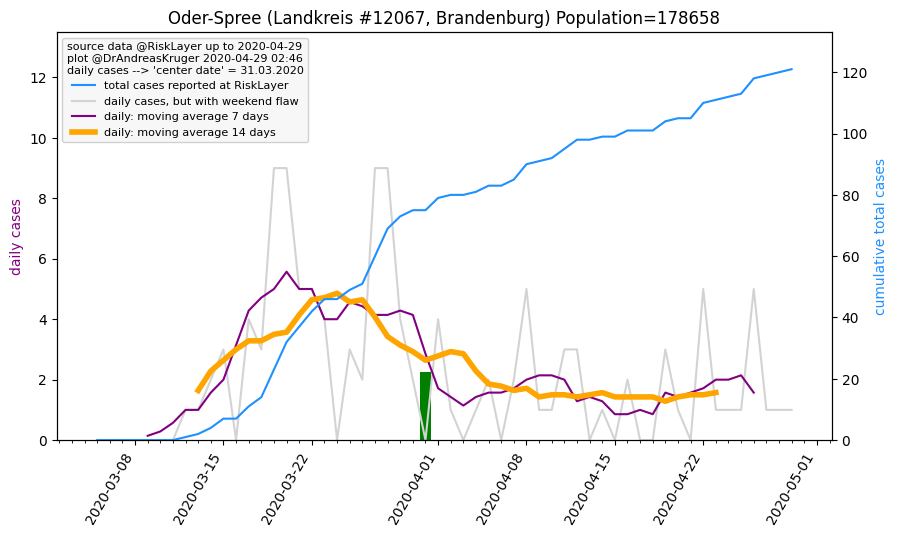 Oder-Spree (Landkreis #12067, Brandenburg) Population=178658
source data @RiskLayer up to 2020-04-29
plot @DrAndreasKruger 2020-04-29 02:46
daily cases --> 'center date' = 31.03.2020
total cases reported at RiskLayer
daily cases, but with weekend flaw
daily: moving average 7 days
daily: moving average 14 days
daily cases
0
2
4
6
8
10
12
cumulative total cases
0
20
40
60
80
100
120
2020-03-08
2020-03-15
2020-03-22
2020-04-01
2020-04-08
2020-04-15
2020-04-22
2020-05-01